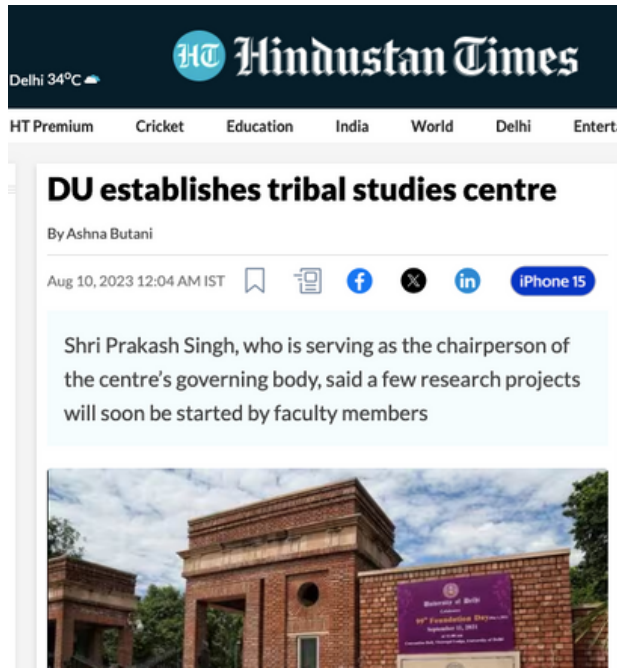 HT Hindustan Times
Delhi 34°C
HT Premium Cricket Education India World Delhi Entert
DU establishes tribal studies centre
By Ashna Butani
Aug 10, 2023 12:04 AM IST
iPhone 15
Shri Prakash Singh, who is serving as the chairperson of
the centre's governing body, said a few research projects
will soon be started by faculty members
University of Delhi
Foundation Day
September 11, 2021